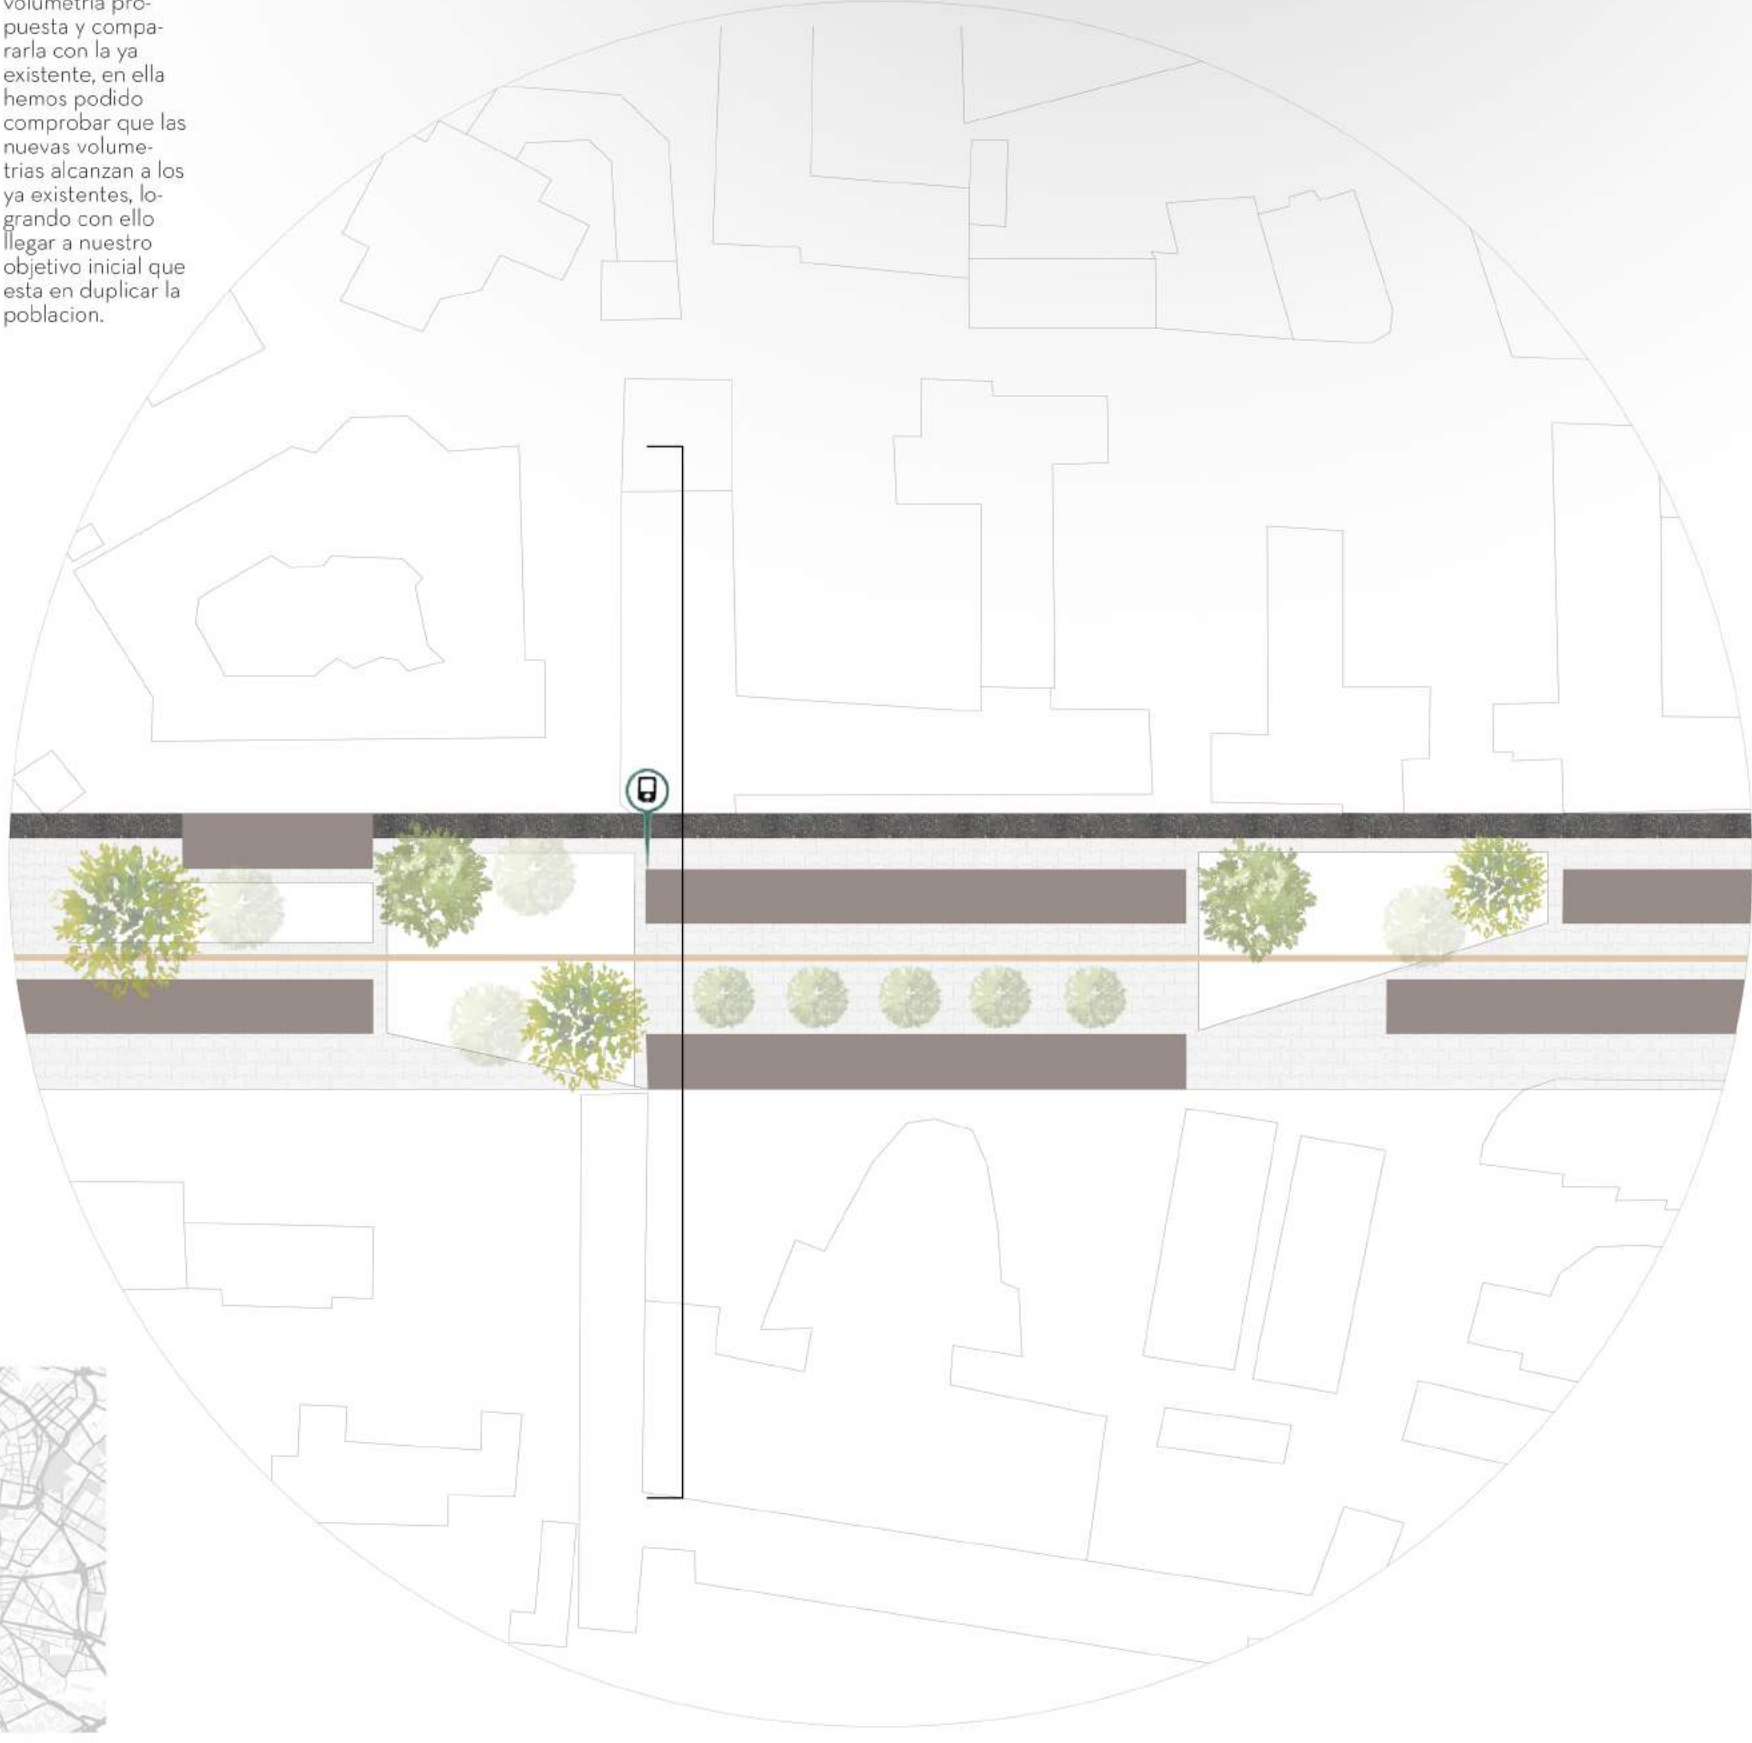 volumetria pro-
puesta y compa-
rarla con la ya
existente, en ella
hemos podido
comprobar que las
nuevas volume-
trias alcanzan a los
ya existentes, lo-
grando con ello
llegar a nuestro
objetivo inicial que
esta en duplicar la
poblacion.